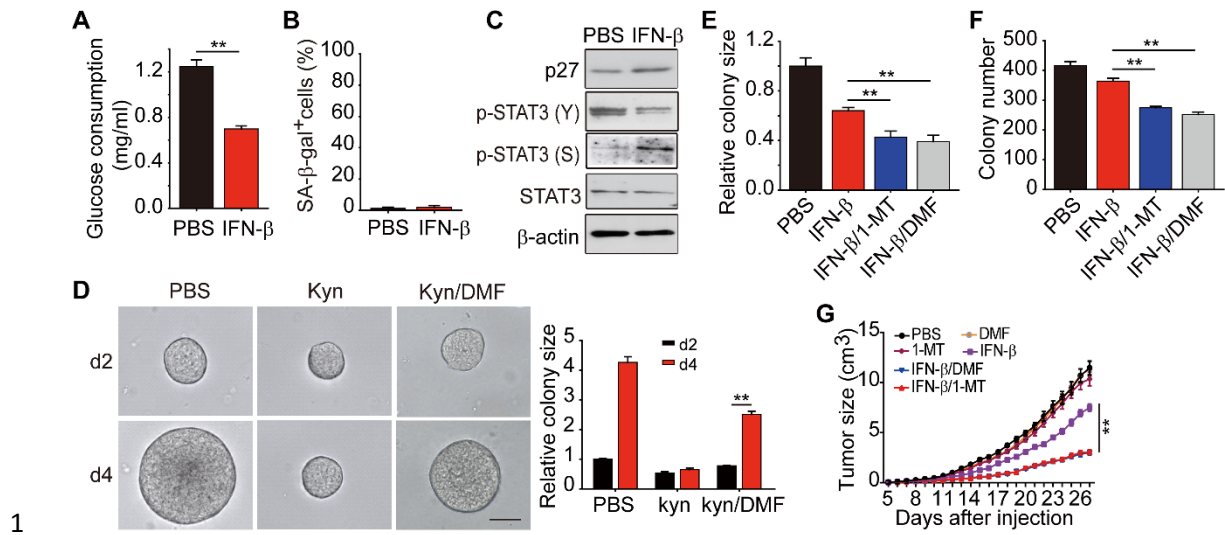 A
Glucose consumption
(mg/ml)
1.2
0.6
0.0
**
PBS IFN-β
B
SA-β-gal+cells (%)
100
80
60
40
20
0
PBS IFN-β
C
PBS IFN-β
p27
p-STAT3 (Y)
p-STAT3 (S)
STAT3
β-actin
E
Relative colony size
1.2
0.8
0.4
0.0
**
**
PBS
IFN-β
IFN-β/1-MT
IFN-β/DMF
F
Colony number
500
400
300
200
100
0
**
**
PBS
IFN-β
IFN-β/1-MT
IFN-β/DMF
D
PBS Kyn Kyn/DMF
d2
d4
Relative colony size
5
4
3
2
1
0
d2
d4
**
PBS kyn kyn/DMF
G
Tumor size (cm3)
15
10
5
0
PBS DMF
1-MT IFN-β
IFN-β/DMF
IFN-β/1-MT
**
5 8 11 14 17 20 23 26
Days after injection
1